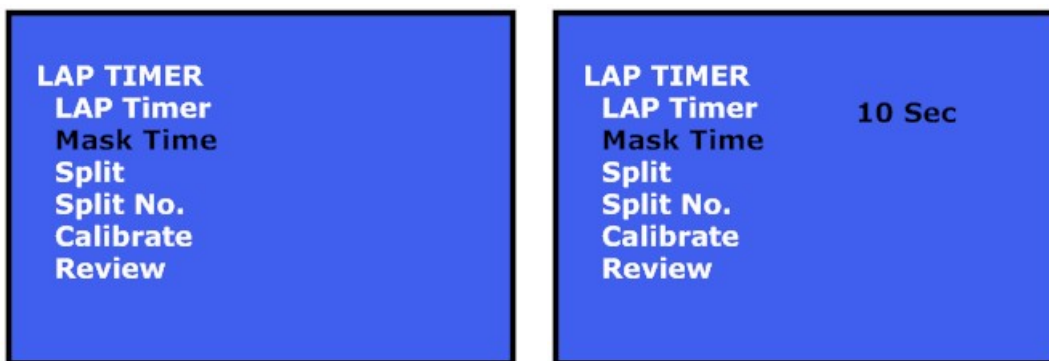 LAP TIMER
LAP Timer
Mask Time
Split
Split No.
Calibrate
Review
LAP TIMER
LAP Timer
10 Sec
Mask Time
Split
Split No.
Calibrate
Review